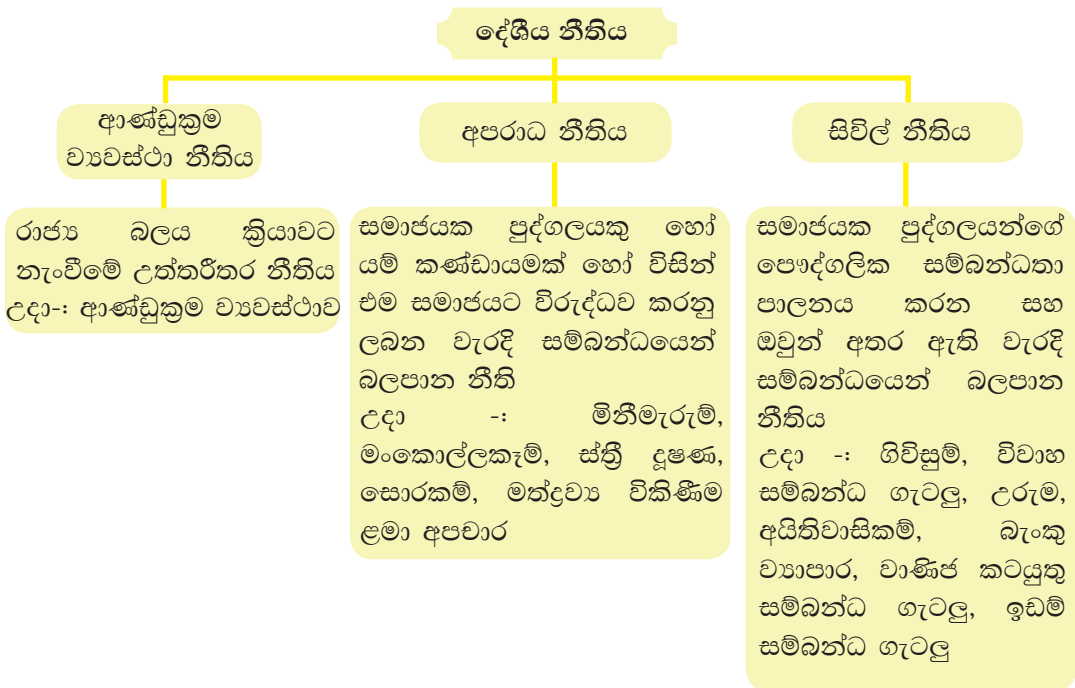 දේශීය නීතිය
ආණ්ඩුක්‍රම
ව්‍යවස්ථා නීතිය
රාජ්‍ය බලය ක්‍රියාවට
නැංවීමේ උත්තරීතර නීතිය
උදා-: ආණ්ඩුක්‍රම ව්‍යවස්ථාව
අපරාධ නීතිය
සමාජයක පුද්ගලයකු හෝ
යම් කණ්ඩායමක් හෝ විසින්
එම සමාජයට විරුද්ධව කරනු
ලබන වැරදි සම්බන්ධයෙන්
බලපාන නීති
උදා -: මිනීමැරුම්,
මංකොල්ලකෑම්, ස්ත්‍රී දූෂණ,
සොරකම්, මත්ද්‍රව්‍ය විකිණීම
ළමා අපචාර
සිවිල් නීතිය
සමාජයක පුද්ගලයන්ගේ
පෞද්ගලික සම්බන්ධතා
පාලනය කරන සහ
ඔවුන් අතර ඇති වැරදි
සම්බන්ධයෙන් බලපාන
නීතිය
උදා -: ගිවිසුම්, විවාහ
සම්බන්ධ ගැටලු, උරුම,
අයිතිවාසිකම්, බැංකු
ව්‍යාපාර, වාණිජ කටයුතු
සම්බන්ධ ගැටලු, ඉඩම්
සම්බන්ධ ගැටලු